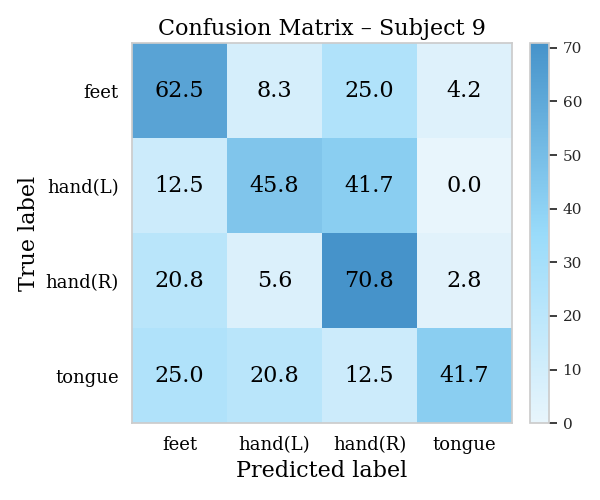 Confusion Matrix – Subject 9
True label
feet 62.5 8.3 25.0 4.2
hand(L) 12.5 45.8 41.7 0.0
hand(R) 20.8 5.6 70.8 2.8
tongue 25.0 20.8 12.5 41.7
feet hand(L) hand(R) tongue
Predicted label
70
60
50
40
30
20
10
0